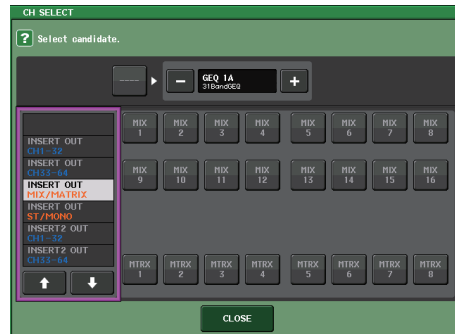 CH SELECT
? Select candidate.
----
− GEQ 1A +
31BandGEQ
INSERT OUT
CH1-32
INSERT OUT
CH33-64
INSERT OUT
MIX/MATRIX
INSERT OUT
ST/MONO
INSERT2 OUT
CH1-32
INSERT2 OUT
CH33-64
MIX 1 MIX 2 MIX 3 MIX 4 MIX 5 MIX 6 MIX 7 MIX 8
MIX 9 MIX 10 MIX 11 MIX 12 MIX 13 MIX 14 MIX 15 MIX 16
MTRX 1 MTRX 2 MTRX 3 MTRX 4 MTRX 5 MTRX 6 MTRX 7 MTRX 8
CLOSE